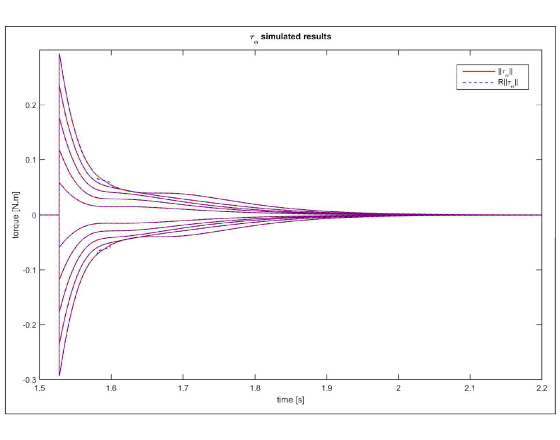 τα simulated results
||τα||
R||τα||
0.2
0.1
0
-0.1
-0.2
-0.3
torque [N.m]
1.5 1.6 1.7 1.8 1.9 2 2.1 2.2
time [s]